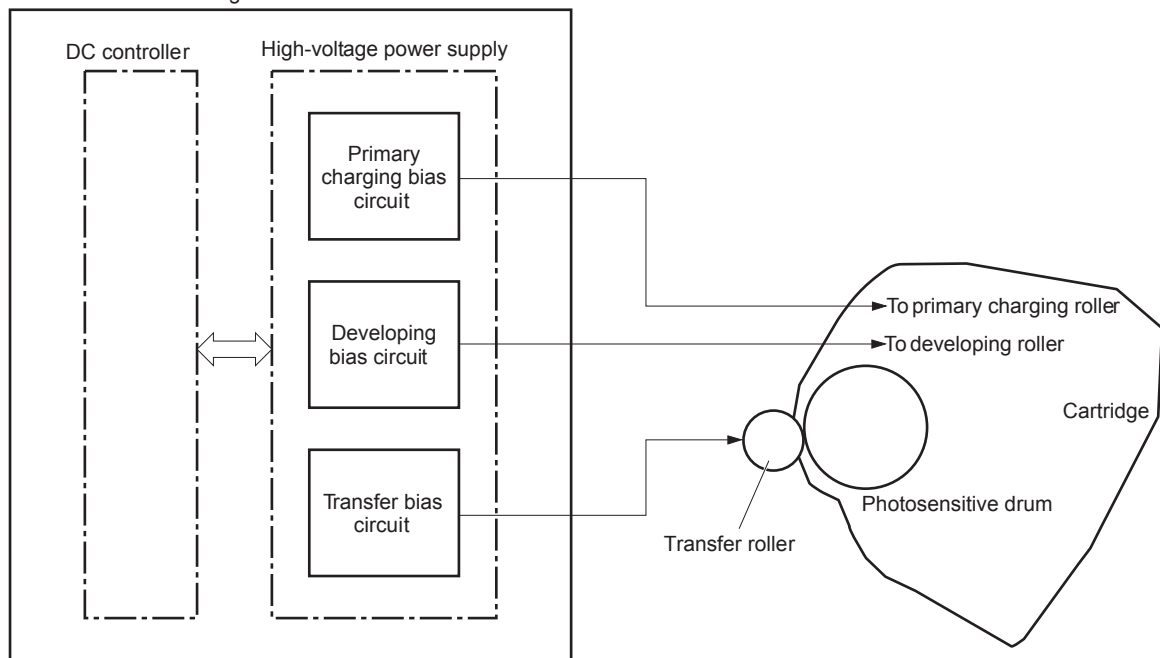 DC controller
High-voltage power supply
Primary
charging bias
circuit
Developing
bias circuit
Transfer bias
circuit
To primary charging roller
To developing roller
Cartridge
Photosensitive drum
Transfer roller